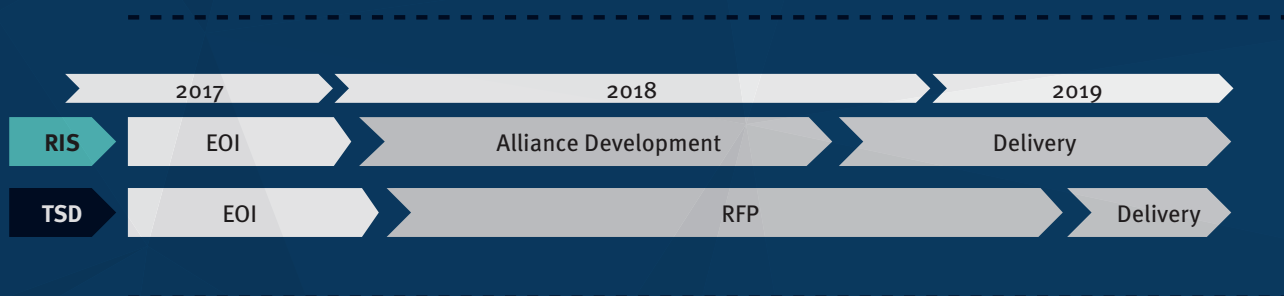 2017 2018 2019
RIS EOI Alliance Development Delivery
TSD EOI RFP Delivery